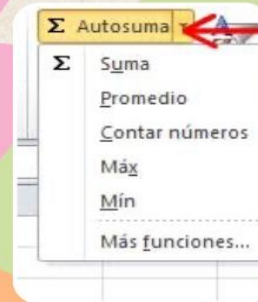 Σ Autosuma
Σ Suma
Promedio
Contar números
Máx
Mín
Más funciones...